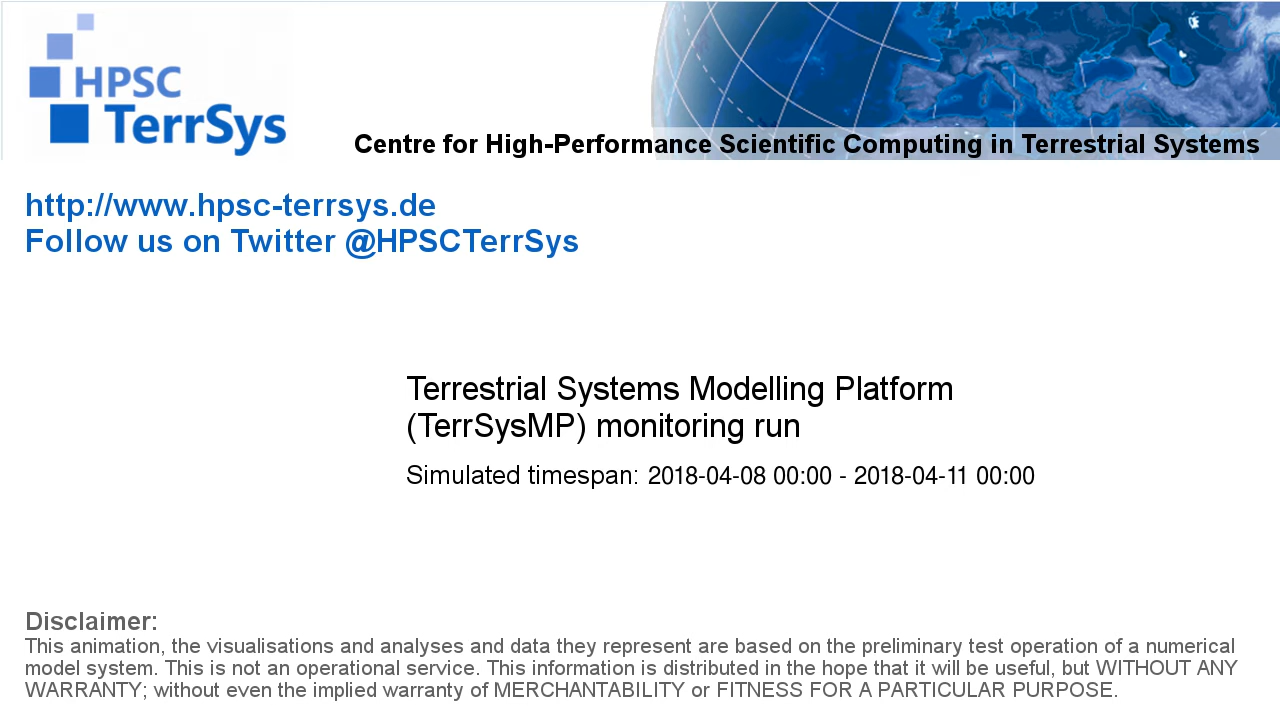 HPSC
TerrSys
Centre for High-Performance Scientific Computing in Terrestrial Systems
http://www.hpsc-terrsys.de
Follow us on Twitter @HPSCTerrSys
Terrestrial Systems Modelling Platform
(TerrSysMP) monitoring run
Simulated timespan: 2018-04-08 00:00 - 2018-04-11 00:00
Disclaimer:
This animation, the visualisations and analyses and data they represent are based on the preliminary test operation of a numerical
model system. This is not an operational service. This information is distributed in the hope that it will be useful, but WITHOUT ANY
WARRANTY; without even the implied warranty of MERCHANTABILITY or FITNESS FOR A PARTICULAR PURPOSE.